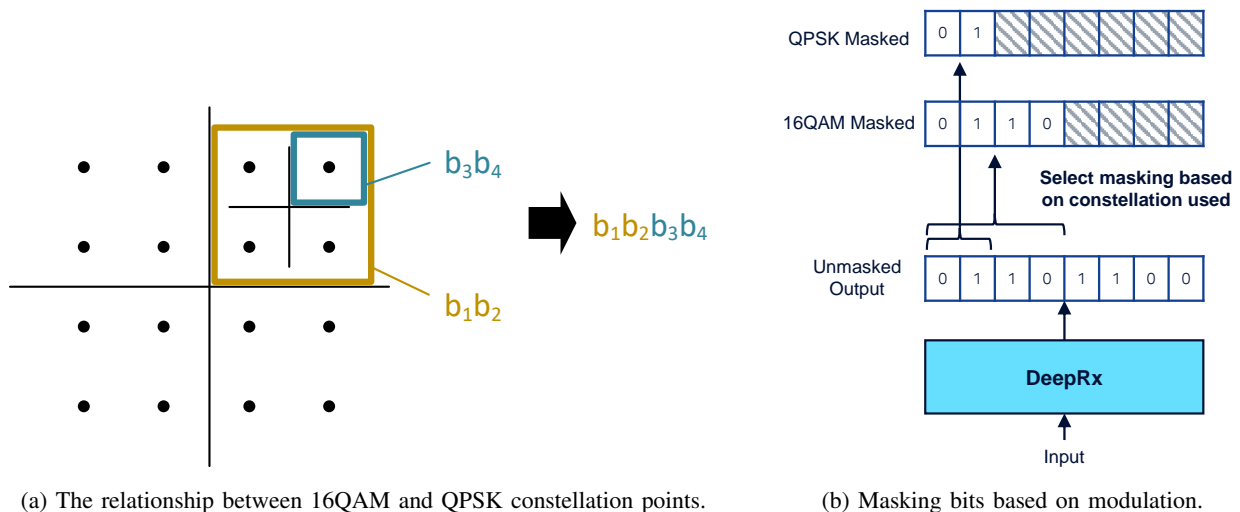 b₃b₄
b₁b₂b₃b₄
b₁b₂
(a) The relationship between 16QAM and QPSK constellation points.
QPSK Masked
0 1
16QAM Masked
0 1 1 0
Select masking based
on constellation used
Unmasked
Output
0 1 1 0 1 1 0 0
DeepRx
Input
(b) Masking bits based on modulation.